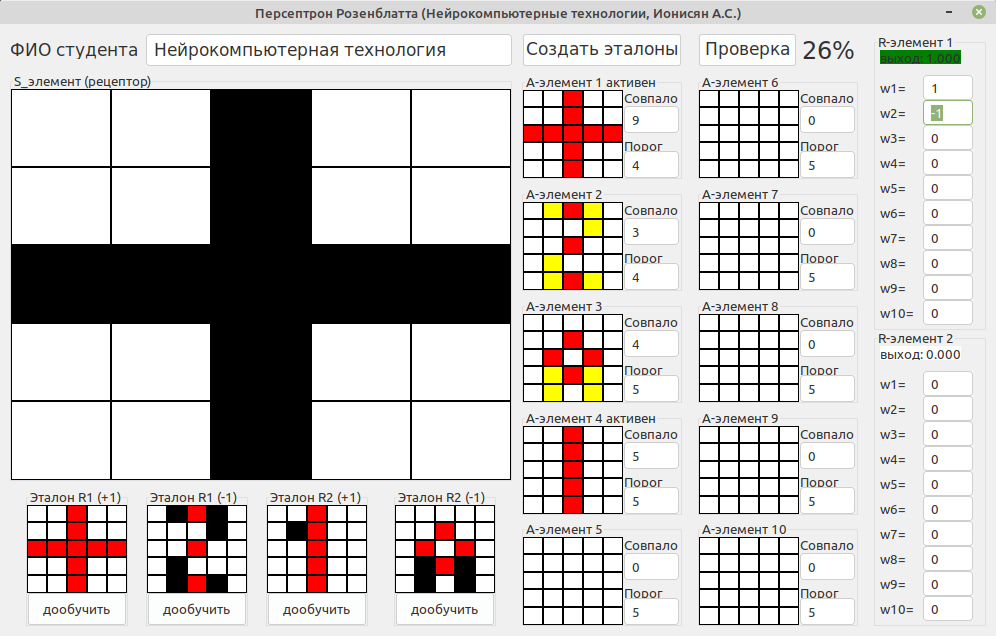 Персептрон Розенблатта (Нейрокомпьютерные технологии, Ионисян А.С.)
ФИО студента
Нейрокомпьютерная технология
Создать эталоны
Проверка
26%
S_элемент (рецептор)
Эталон R1 (+1)
дообучить
Эталон R1 (-1)
дообучить
Эталон R2 (+1)
дообучить
Эталон R2 (-1)
дообучить
А-элемент 1 активен
Совпало
9
Порог
4
А-элемент 2
Совпало
3
Порог
4
А-элемент 3
Совпало
4
Порог
5
А-элемент 4 активен
Совпало
5
Порог
5
А-элемент 5
Совпало
0
Порог
5
А-элемент 6
Совпало
0
Порог
5
А-элемент 7
Совпало
0
Порог
5
А-элемент 8
Совпало
0
Порог
5
А-элемент 9
Совпало
0
Порог
5
А-элемент 10
Совпало
0
Порог
5
R-элемент 1
выход: 1.000
w1= 1
w2= -1
w3= 0
w4= 0
w5= 0
w6= 0
w7= 0
w8= 0
w9= 0
w10= 0
R-элемент 2
выход: 0.000
w1= 0
w2= 0
w3= 0
w4= 0
w5= 0
w6= 0
w7= 0
w8= 0
w9= 0
w10= 0